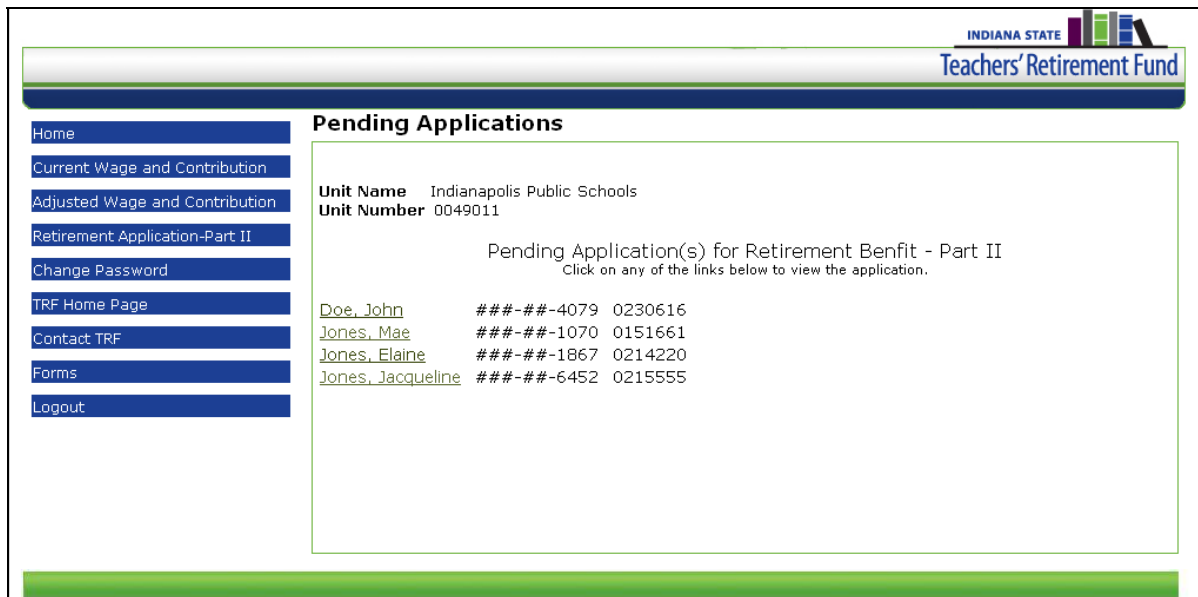 INDIANA STATE
Teachers' Retirement Fund
Home
Current Wage and Contribution
Adjusted Wage and Contribution
Retirement Application-Part II
Change Password
TRF Home Page
Contact TRF
Forms
Logout
Pending Applications
Unit Name Indianapolis Public Schools
Unit Number 0049011
Pending Application(s) for Retirement Benfit - Part II
Click on any of the links below to view the application.
Doe, John ###-##-4079 0230616
Jones, Mae ###-##-1070 0151661
Jones, Elaine ###-##-1867 0214220
Jones, Jacqueline ###-##-6452 0215555